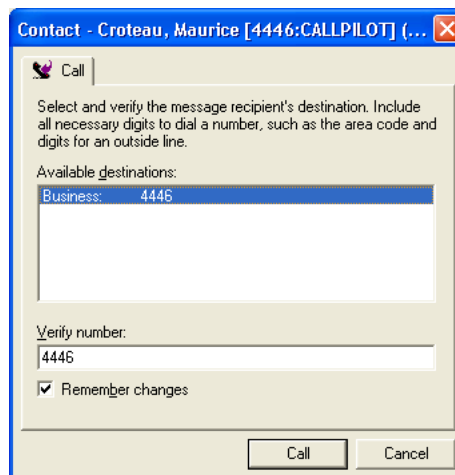 Contact - Croteau, Maurice [4446:CALLPILOT] (...
Call
Select and verify the message recipient's destination. Include
all necessary digits to dial a number, such as the area code and
digits for an outside line.
Available destinations:
Business: 4446
Verify number:
4446
Remember changes
Call Cancel